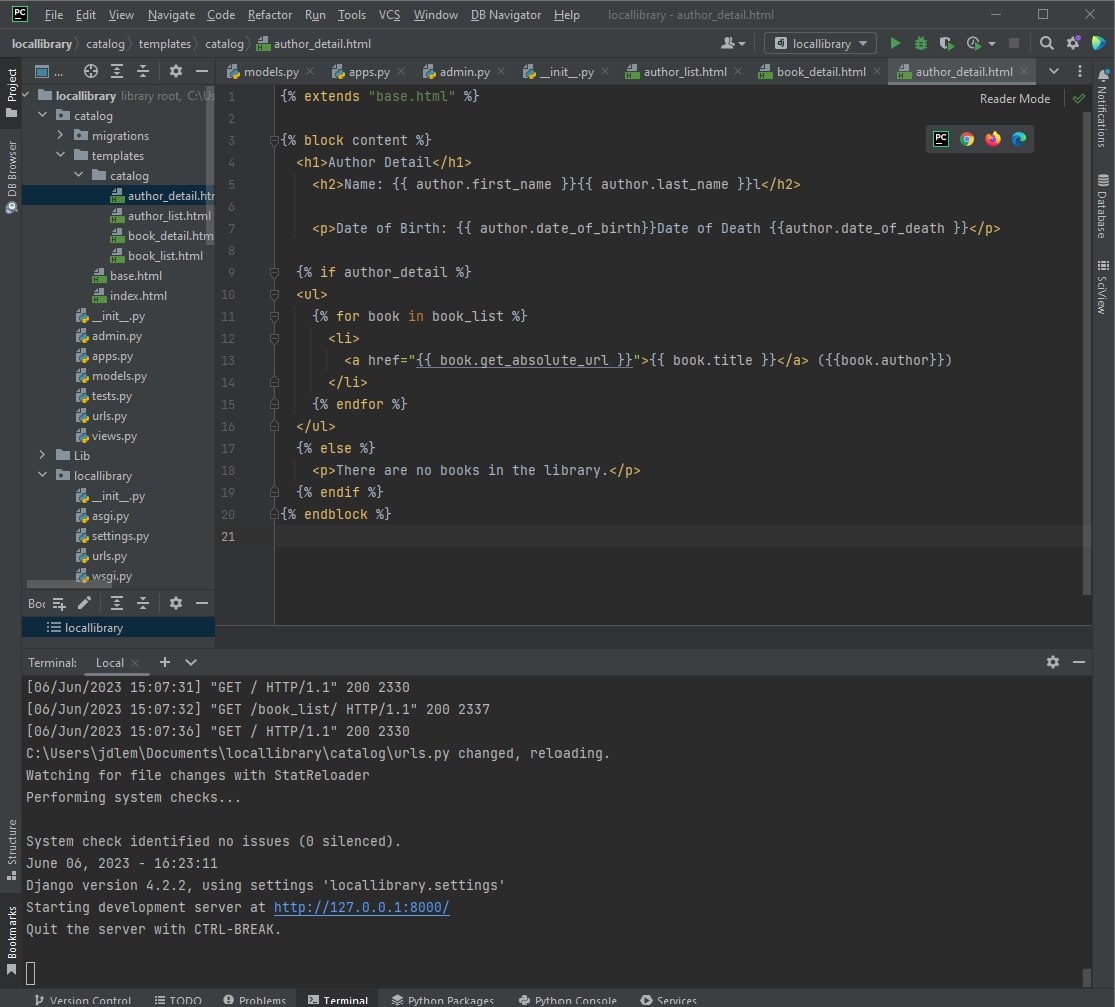 PC File Edit View Navigate Code Refactor Run Tools VCS Window DB Navigator Help locallibrary - author_detail.html
locallibrary catalog templates catalog author_detail.html locallibrary
Project
... models.py apps.py admin.py __init__.py author_list.html book_detail.html author_detail.html
Notifications
Reader Mode
locallibrary library root, C:\Us
catalog
migrations
templates
catalog
author_detail.htm
author_list.html
book_detail.htm
book_list.html
base.html
index.html
__init__.py
admin.py
apps.py
models.py
tests.py
urls.py
views.py
Lib
locallibrary
__init__.py
asgi.py
settings.py
urls.py
wsgi.py
DB Browser
1 {% extends "base.html" %}
2
3 {% block content %}
4 <h1>Author Detail</h1>
5 <h2>Name: {{ author.first_name }}{{ author.last_name }}l</h2>
6
7 <p>Date of Birth: {{ author.date_of_birth}}Date of Death {{author.date_of_death }}</p>
8
9 {% if author_detail %}
10 <ul>
11 {% for book in book_list %}
12 <li>
13 <a href="{{ book.get_absolute_url }}">{{ book.title }}</a> ({{book.author}})
14 </li>
15 {% endfor %}
16 </ul>
17 {% else %}
18 <p>There are no books in the library.</p>
19 {% endif %}
20 {% endblock %}
21
PC
Database
SciView
Boo
locallibrary
Terminal: Local
[06/Jun/2023 15:07:31] "GET / HTTP/1.1" 200 2330
[06/Jun/2023 15:07:32] "GET /book_list/ HTTP/1.1" 200 2337
[06/Jun/2023 15:07:36] "GET / HTTP/1.1" 200 2330
C:\Users\jdlem\Documents\locallibrary\catalog\urls.py changed, reloading.
Watching for file changes with StatReloader
Performing system checks...
System check identified no issues (0 silenced).
June 06, 2023 - 16:23:11
Django version 4.2.2, using settings 'locallibrary.settings'
Starting development server at http://127.0.0.1:8000/
Quit the server with CTRL-BREAK.
Structure
Bookmarks
Version Control TODO Problems Terminal Python Packages Python Console Services